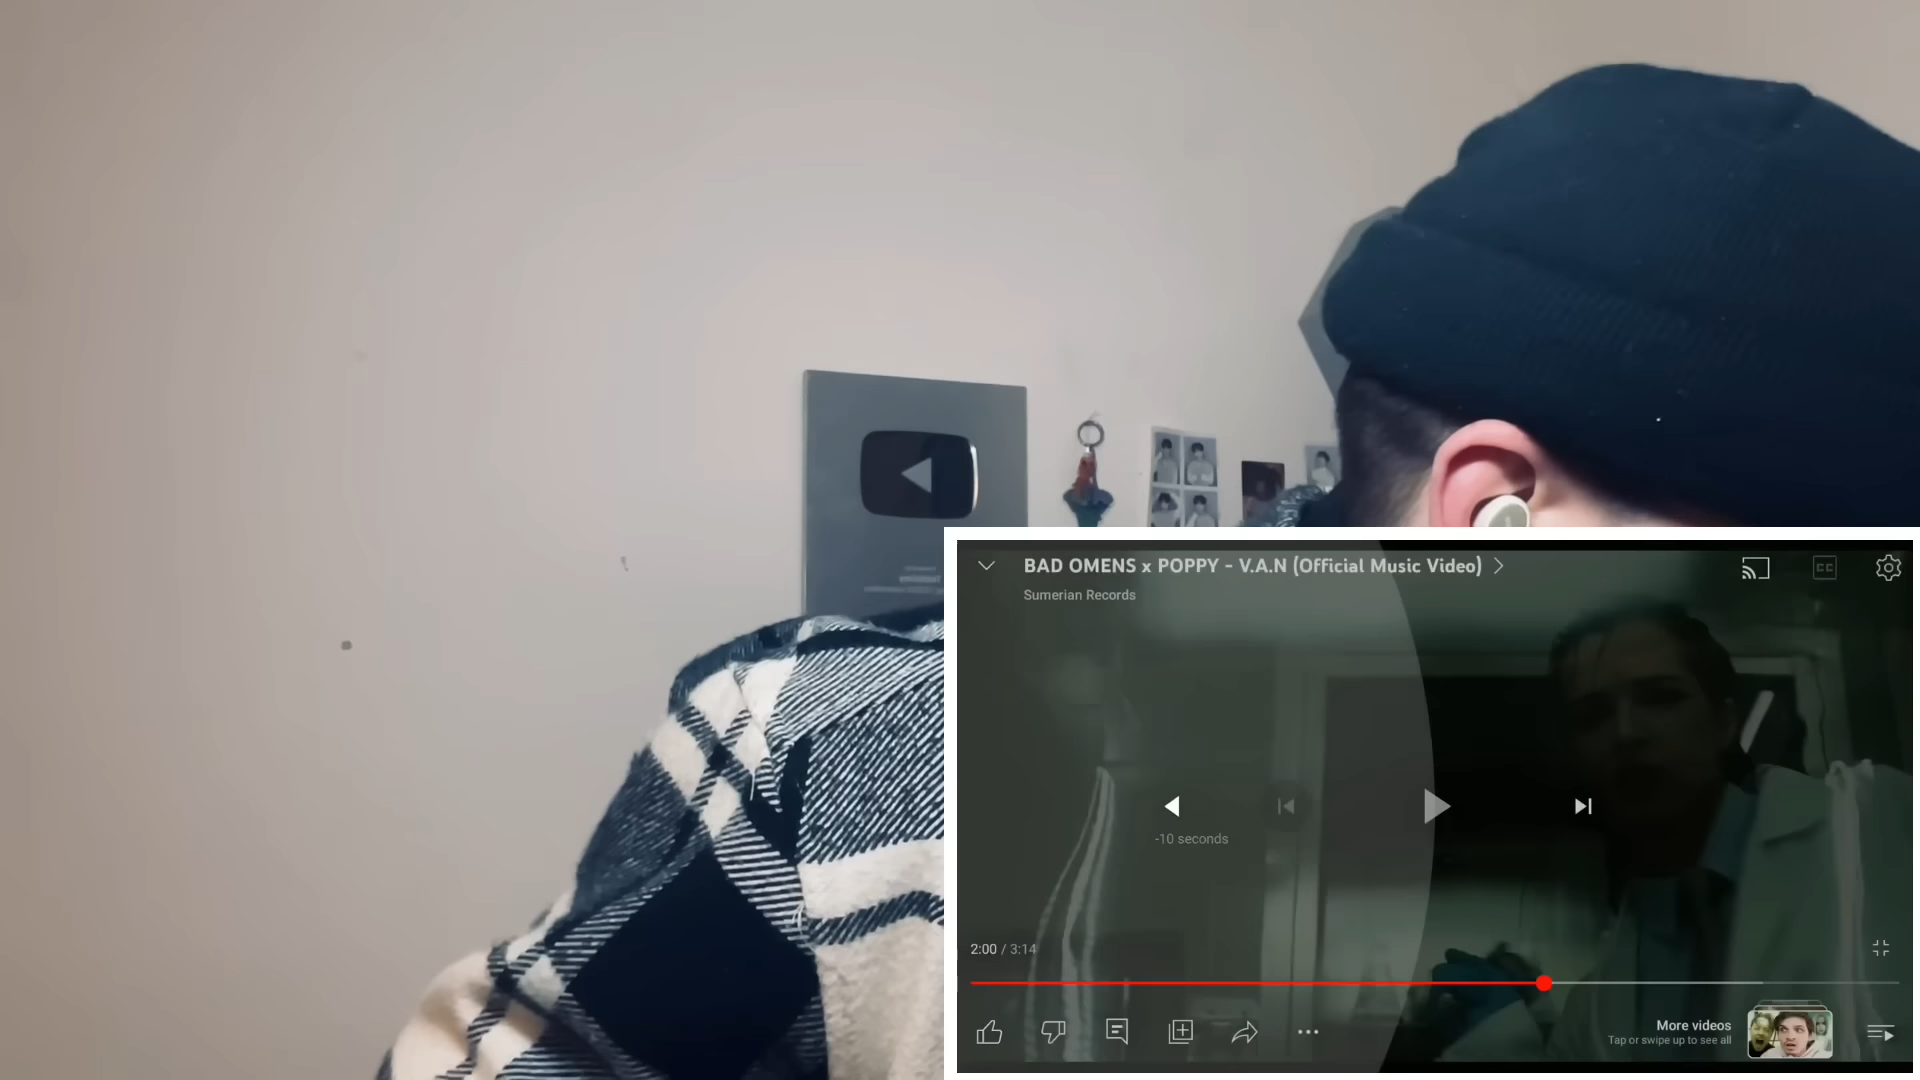 BAD OMENS x POPPY - V.A.N (Official Music Video)
Sumerian Records
CC
-10 seconds
2:00 / 3:14
More videos
Tap or swipe up to see all